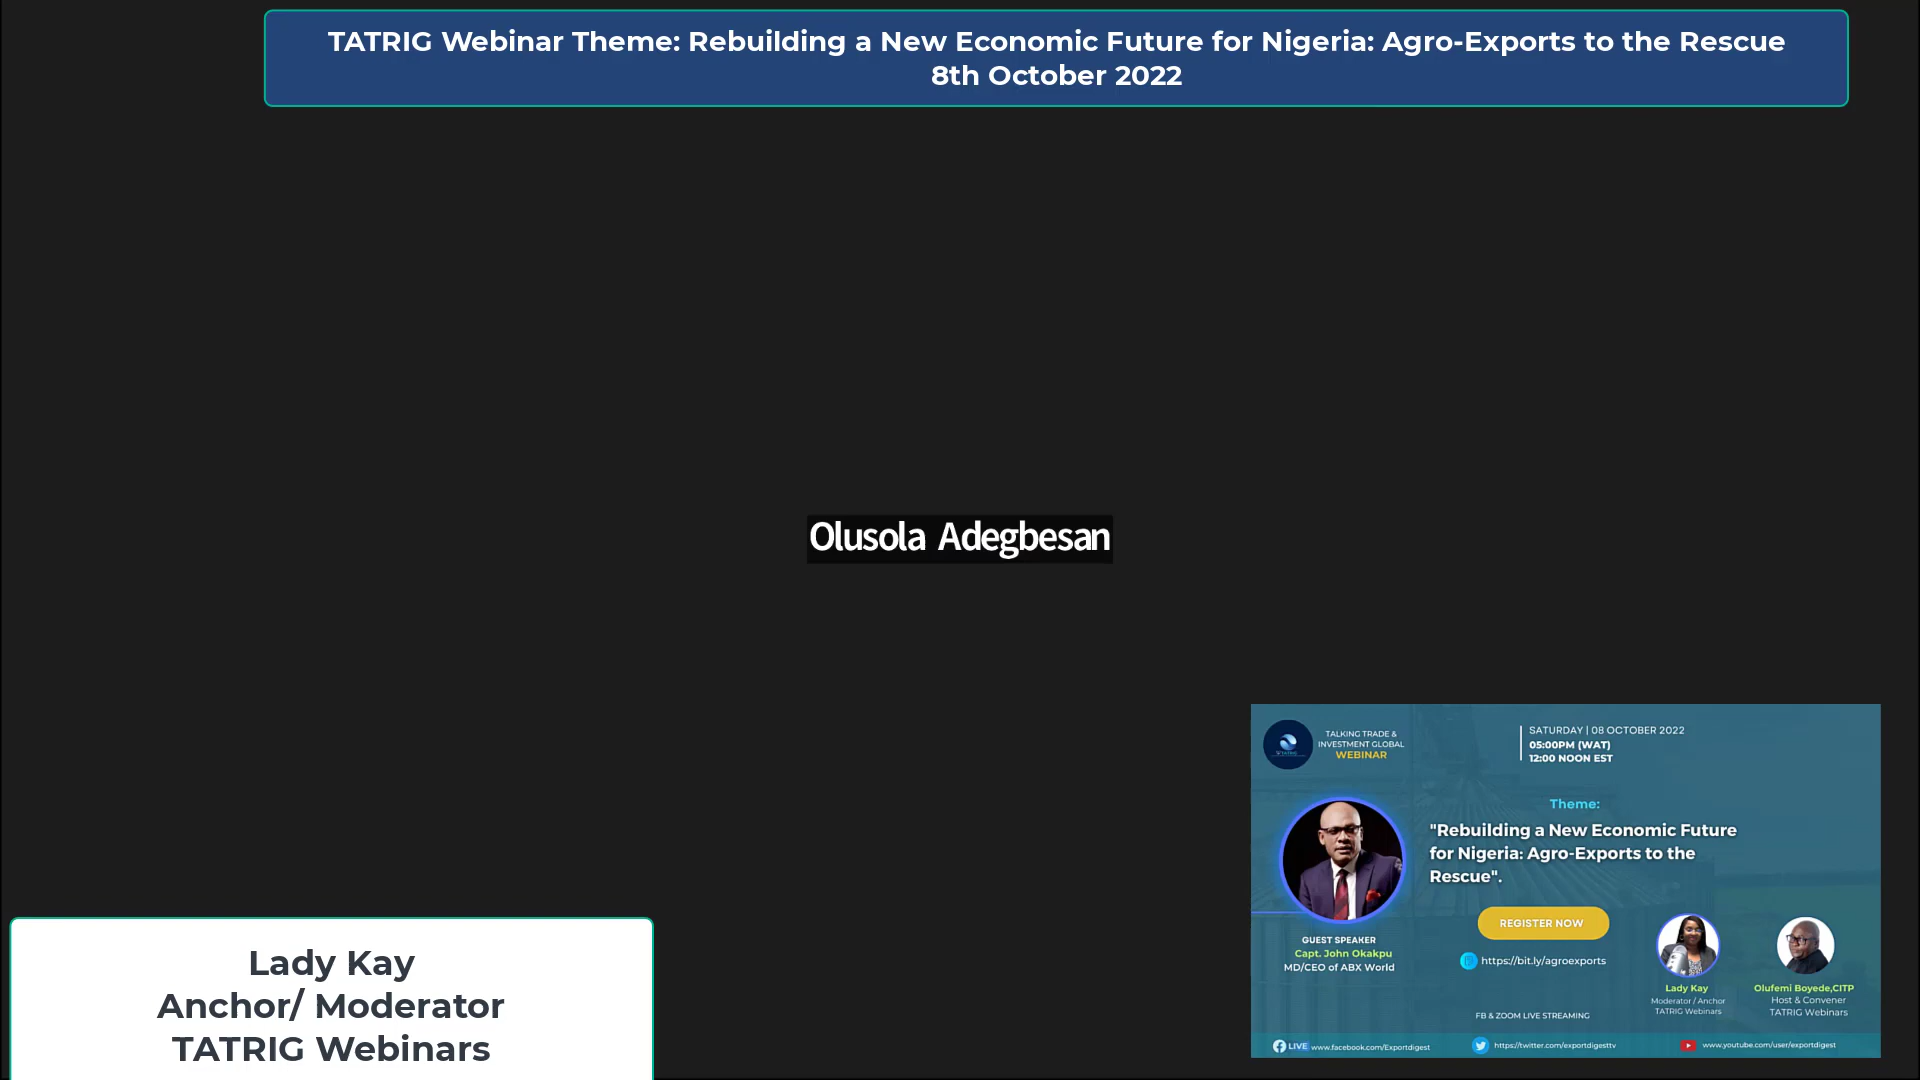 TATRIG Webinar Theme: Rebuilding a New Economic Future for Nigeria: Agro-Exports to the Rescue
8th October 2022
Olusola Adegbesan
Lady Kay
Anchor/ Moderator
TATRIG Webinars
TALKING TRADE &
INVESTMENT GLOBAL
WEBINAR
SATURDAY | 08 OCTOBER 2022
05:00PM (WAT)
12:00 NOON EST
Theme:
"Rebuilding a New Economic Future
for Nigeria: Agro-Exports to the
Rescue".
REGISTER NOW
https://bit.ly/agroexports
GUEST SPEAKER
Capt. John Okakpu
MD/CEO of ABX World
Lady Kay
Moderator / Anchor
TATRIG Webinars
Olufemi Boyede,CITP
Host & Convener
TATRIG Webinars
FB & ZOOM LIVE STREAMING
LIVE www.facebook.com/Exportdigest
https://twitter.com/exportdigesttv
www.youtube.com/user/exportdigest